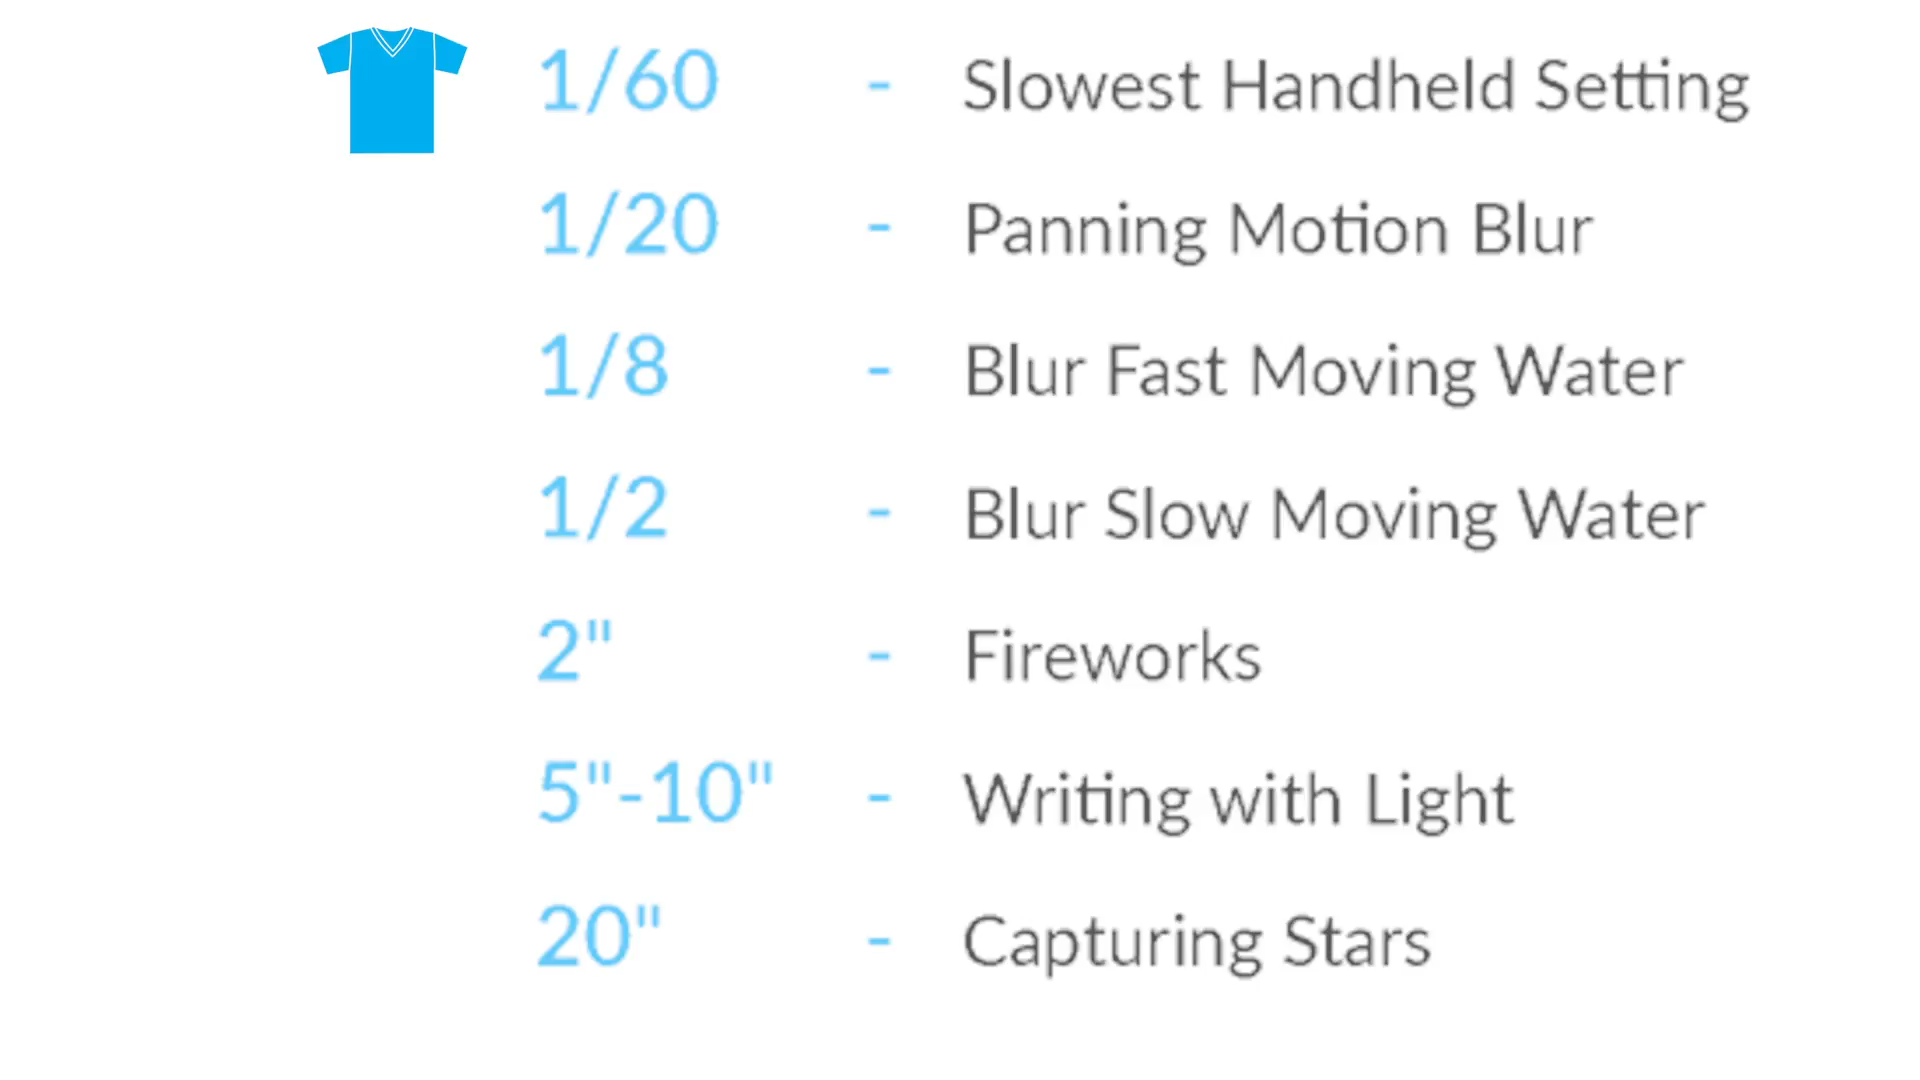 1/60 - Slowest Handheld Setting
1/20 - Panning Motion Blur
1/8 - Blur Fast Moving Water
1/2 - Blur Slow Moving Water
2" - Fireworks
5"-10" - Writing with Light
20" - Capturing Stars